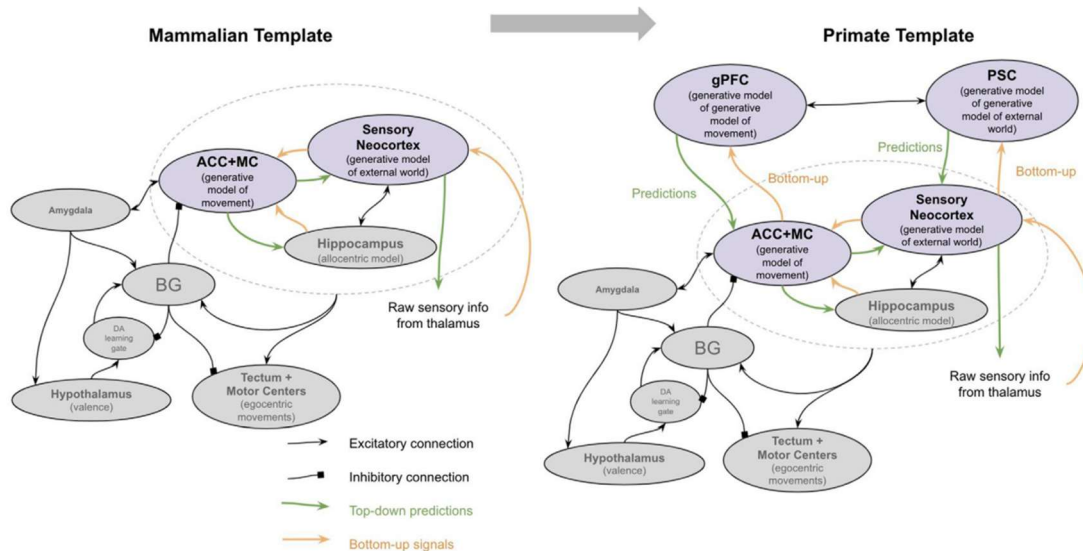 Mammalian Template
ACC+MC
(generative
model of
movement)
Sensory
Neocortex
(generative model
of external world)
Amygdala
Hippocampus
(allocentric model)
BG
DA
learning
gate
Raw sensory info
from thalamus
Hypothalamus
(valence)
Tectum +
Motor Centers
(egocentric
movements)
Excitatory connection
Inhibitory connection
Top-down predictions
Bottom-up signals
Primate Template
gPFC
(generative model
of generative
model of
movement)
PSC
(generative model
of generative
model of external
world)
Predictions
Predictions
Bottom-up
Bottom-up
Sensory
Neocortex
(generative model
of external world)
ACC+MC
(generative
model of
movement)
Amygdala
Hippocampus
(allocentric model)
BG
DA
learning
gate
Raw sensory info
from thalamus
Hypothalamus
(valence)
Tectum +
Motor Centers
(egocentric
movements)